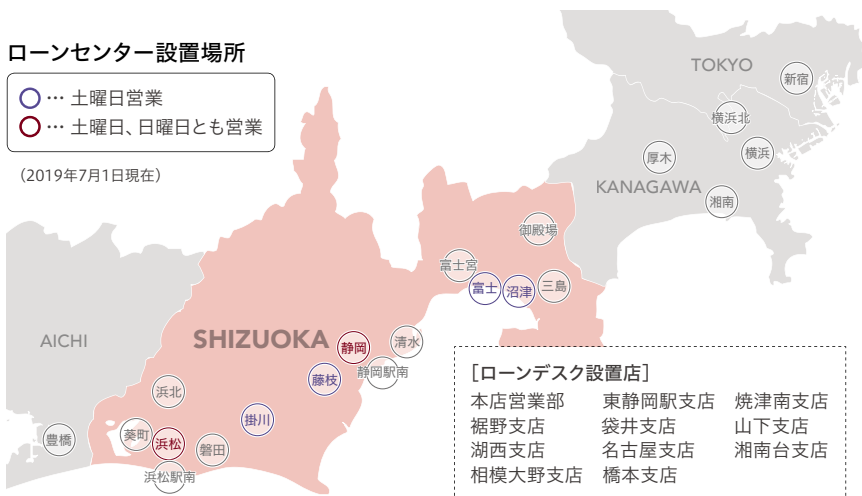 ローンセンター設置場所
… 土曜日営業
… 土曜日、日曜日とも営業
（2019年7月1日現在）
TOKYO
新宿
横浜北
横浜
厚木
KANAGAWA
湘南
御殿場
富士宮
富士
沼津
三島
AICHI
SHIZUOKA
静岡
清水
静岡駅南
藤枝
浜北
掛川
豊橋
葵町
浜松
磐田
浜松駅南
［ローンデスク設置店］
本店営業部 東静岡駅支店 焼津南支店
裾野支店 袋井支店 山下支店
湖西支店 名古屋支店 湘南台支店
相模大野支店 橋本支店